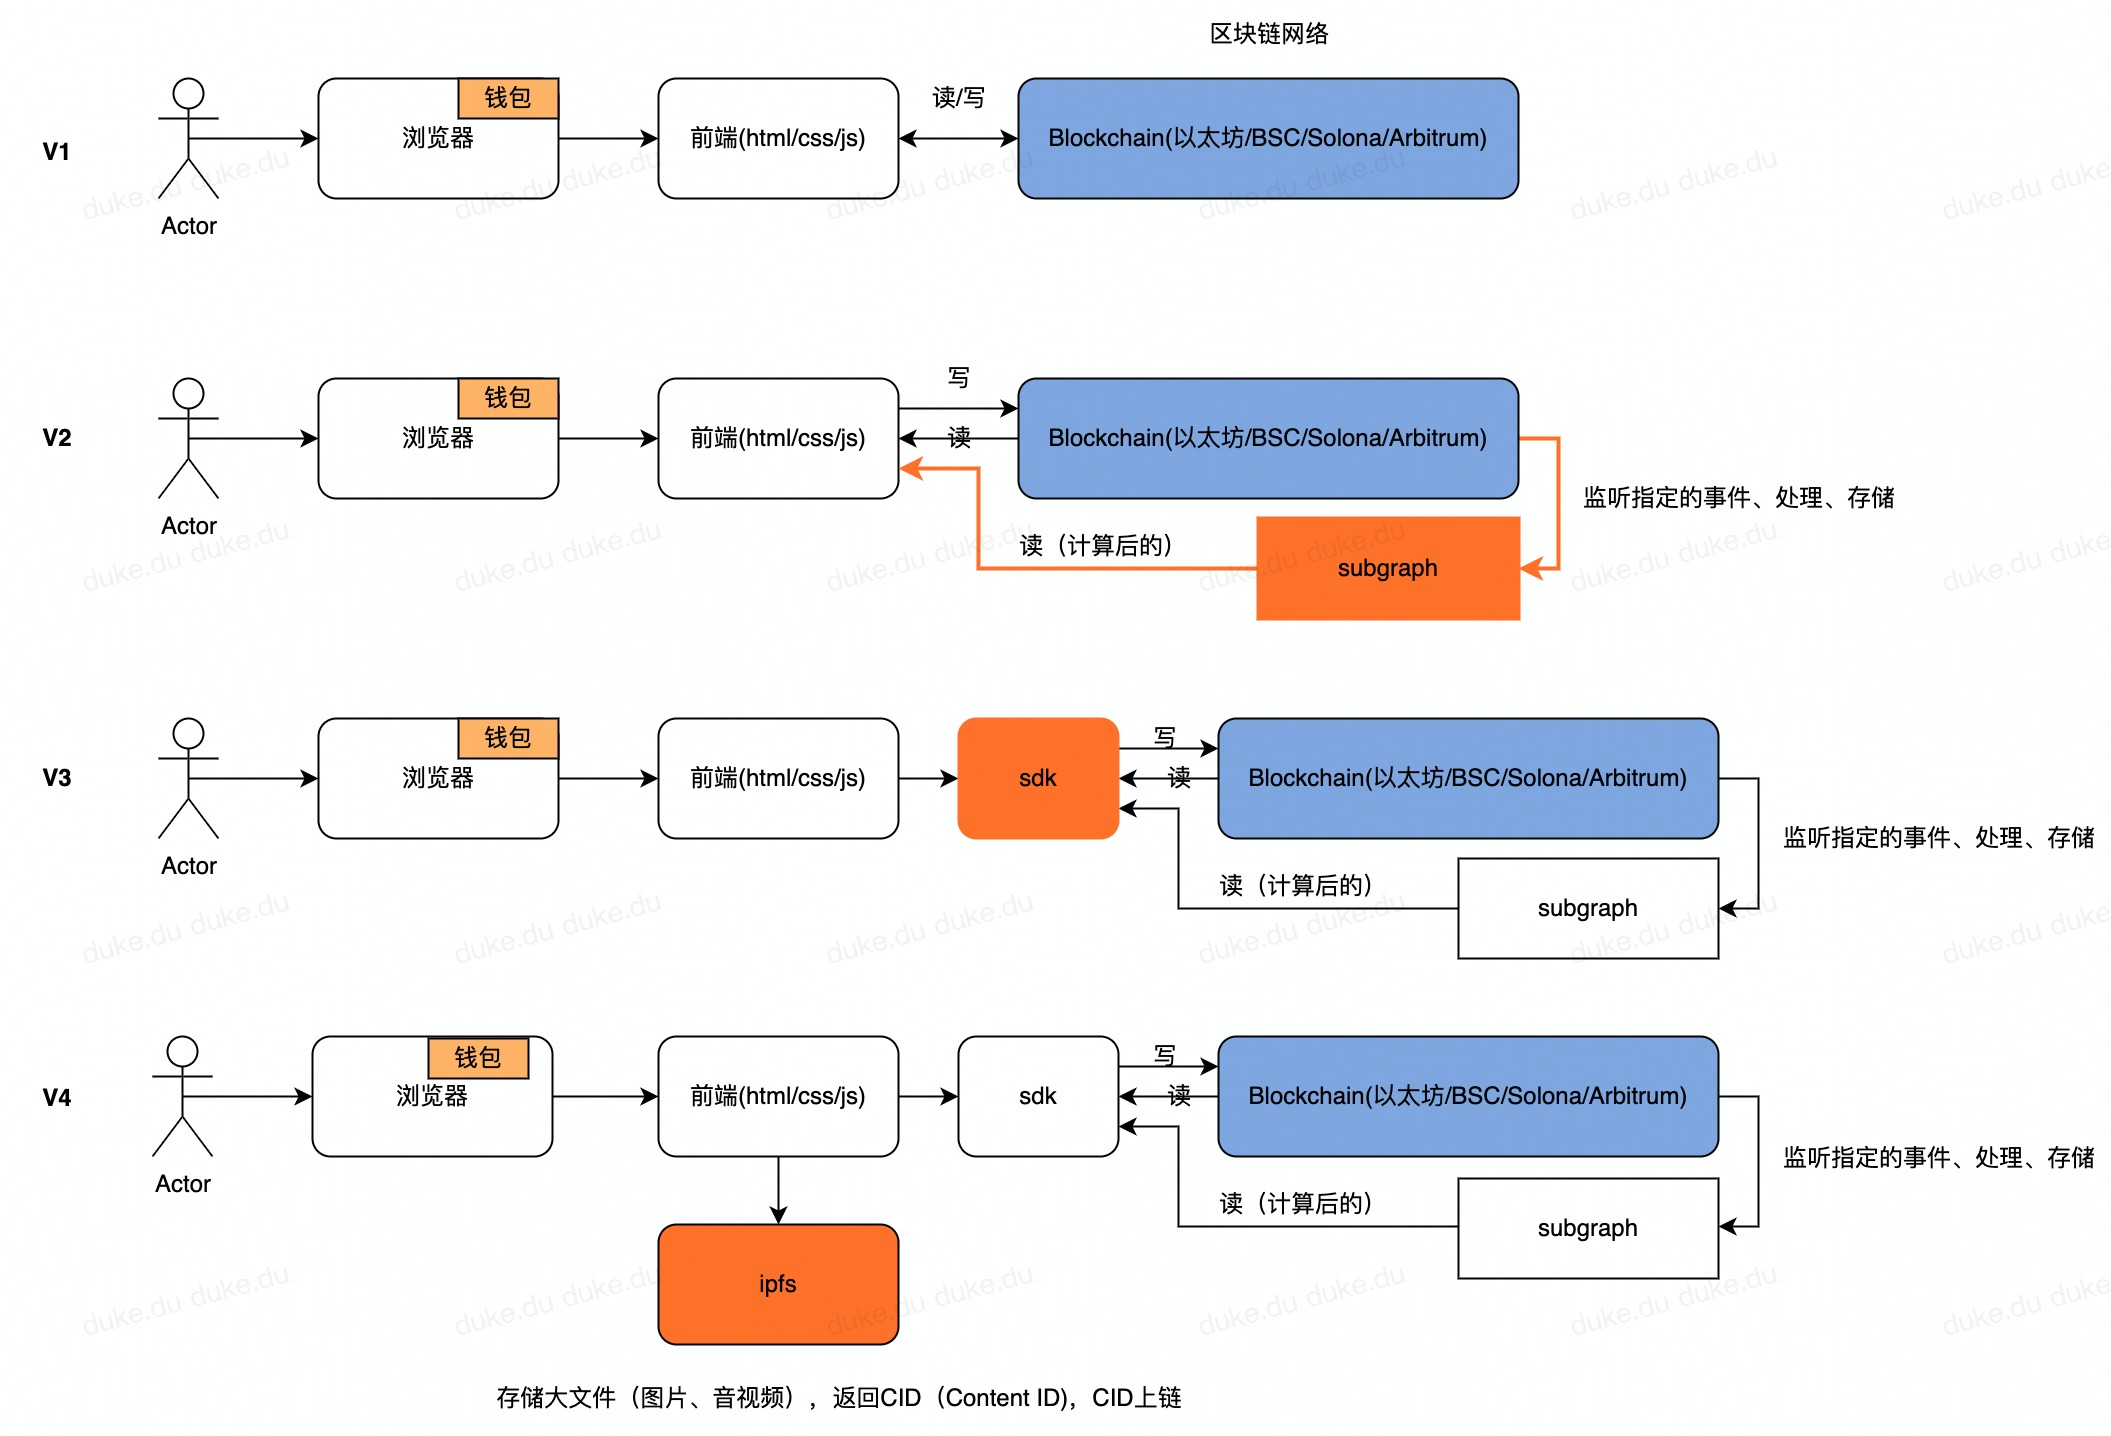 区块链网络
钱包
读/写
V1
浏览器
前端(html/css/js)
Blockchain(以太坊/BSC/Solona/Arbitrum)
Actor
钱包
写
V2
浏览器
前端(html/css/js)
读
Blockchain(以太坊/BSC/Solona/Arbitrum)
监听指定的事件、处理、存储
Actor
读（计算后的）
subgraph
钱包
写
V3
浏览器
前端(html/css/js)
sdk
读
Blockchain(以太坊/BSC/Solona/Arbitrum)
监听指定的事件、处理、存储
Actor
读（计算后的）
subgraph
钱包
写
V4
浏览器
前端(html/css/js)
sdk
读
Blockchain(以太坊/BSC/Solona/Arbitrum)
监听指定的事件、处理、存储
Actor
读（计算后的）
subgraph
ipfs
存储大文件（图片、音视频），返回CID（Content ID)，CID上链
duke.du duke.du